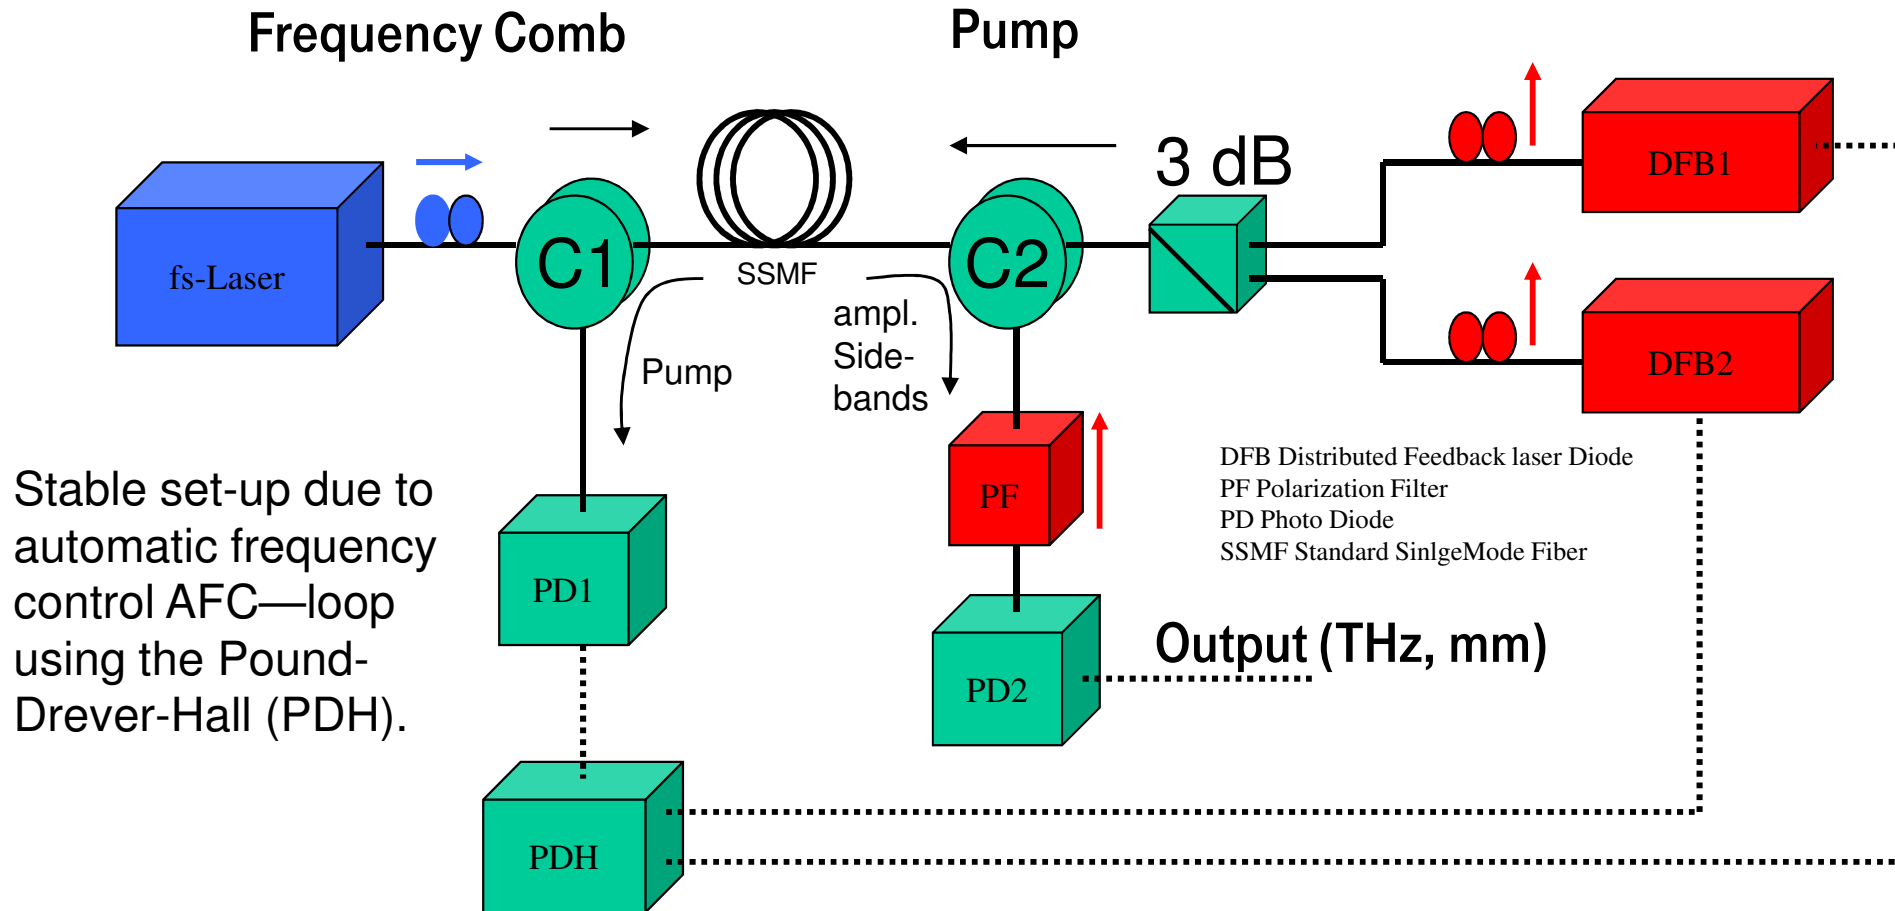 Frequency Comb
Pump
3 dB
DFB1
fs-Laser
C1
SSMF
C2
ampl.
Side-
bands
Pump
DFB2
Stable set-up due to
automatic frequency
control AFC—loop
using the Pound-
Drever-Hall (PDH).
PF
DFB Distributed Feedback laser Diode
PF Polarization Filter
PD Photo Diode
SSMF Standard SinlgeMode Fiber
PD1
PD2
Output (THz, mm)
PDH